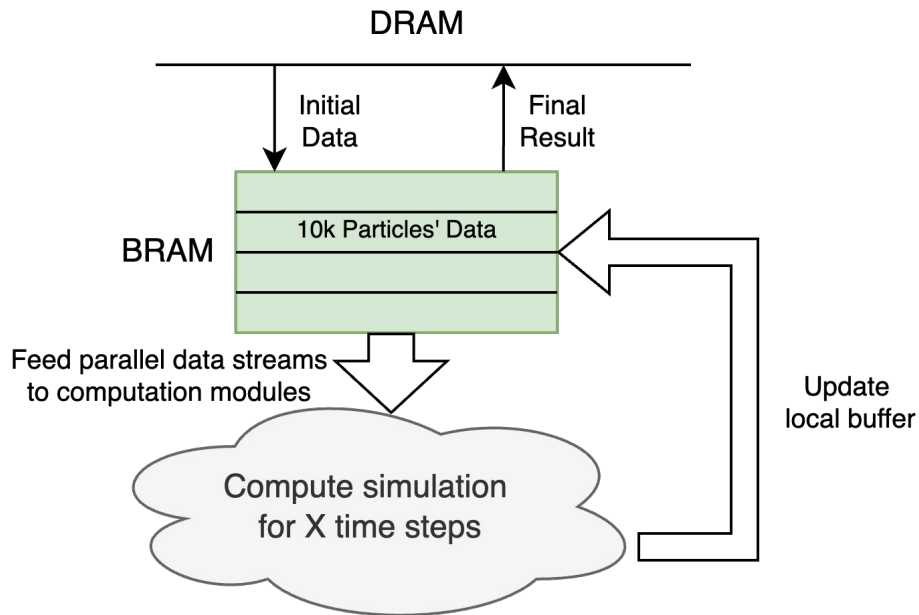 DRAM
Initial
Data
Final
Result
10k Particles' Data
BRAM
Feed parallel data streams
to computation modules
Update
local buffer
Compute simulation
for X time steps